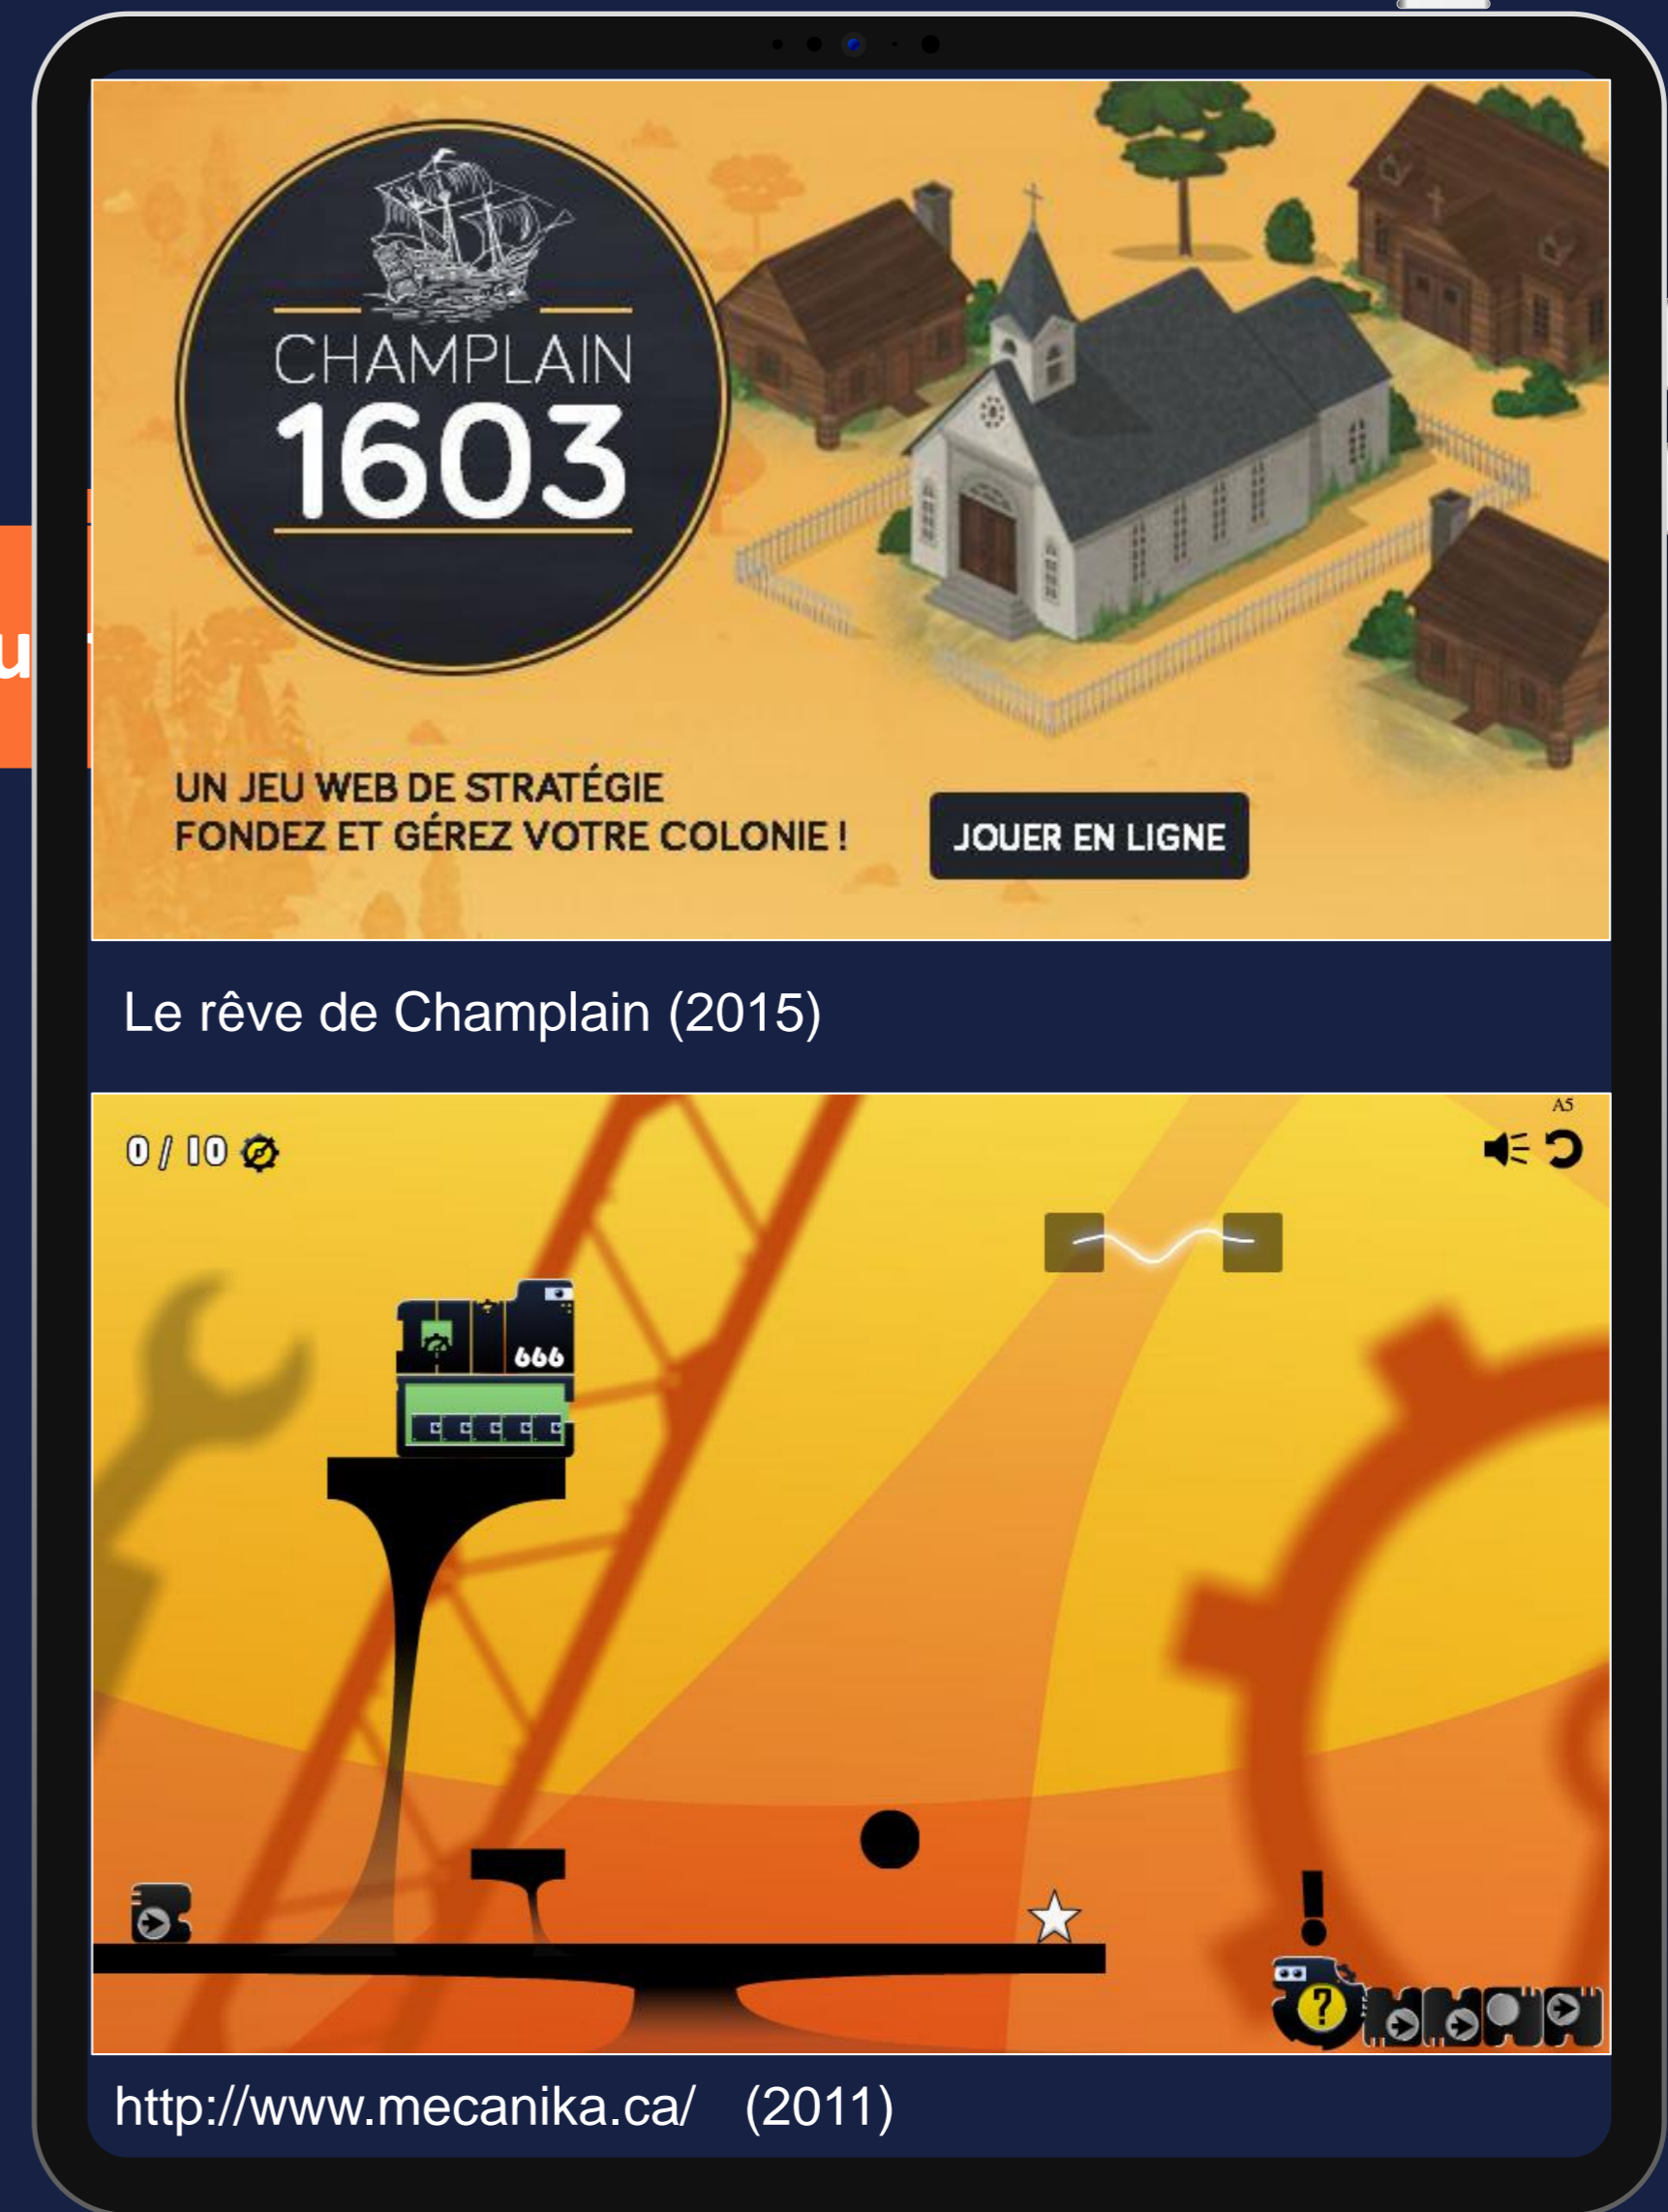 CHAMPLAIN
1603
UN JEU WEB DE STRATÉGIE
FONDEZ ET GÉREZ VOTRE COLONIE !
JOUER EN LIGNE
Le rêve de Champlain (2015)
0 / 10
A5
666
!
?
http://www.mecanika.ca/ (2011)
u